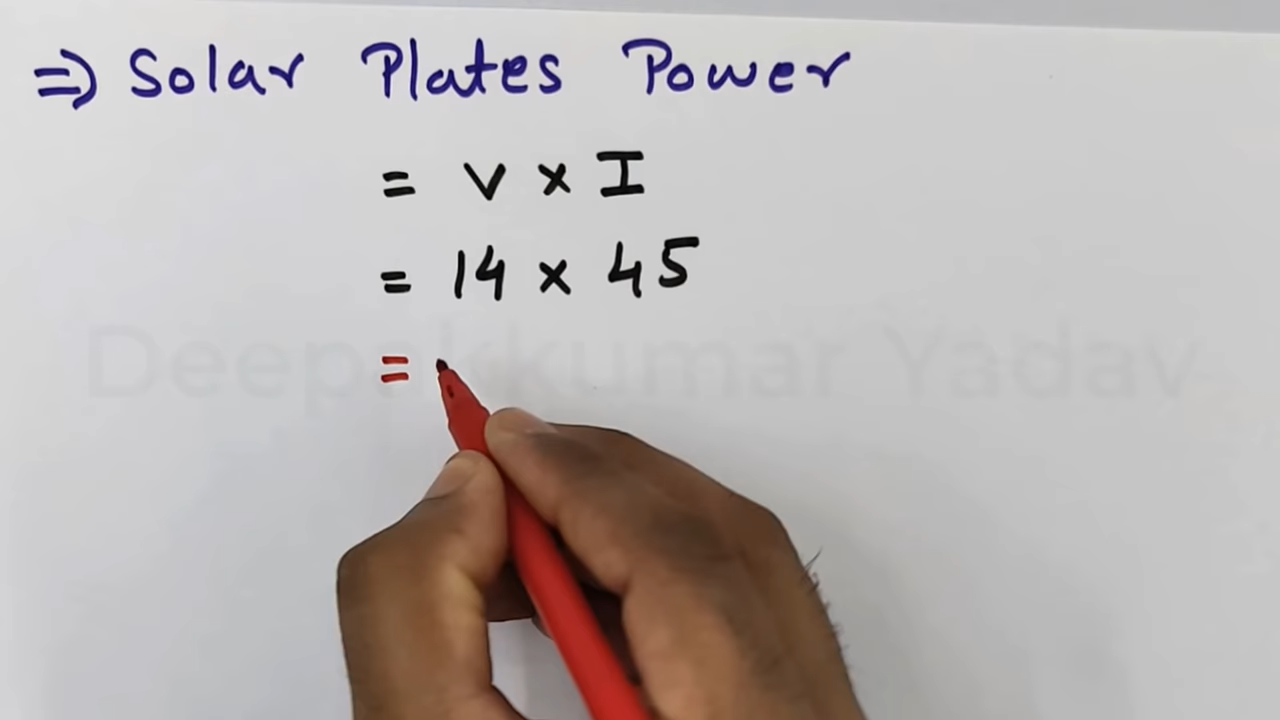 ⇒ Solar Plates Power
= V × I
= 14 × 45
=
Deepakkumar Yadav